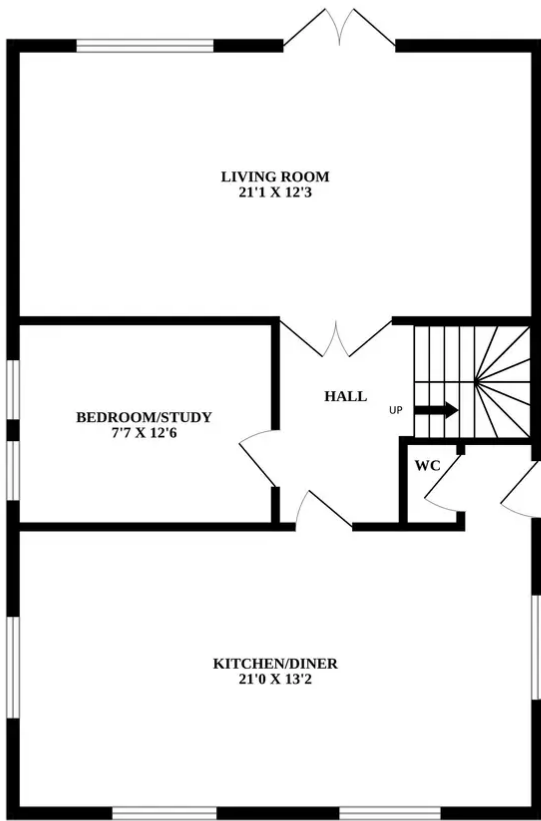 LIVING ROOM
21'1 X 12'3
HALL
UP
BEDROOM/STUDY
7'7 X 12'6
WC
KITCHEN/DINER
21'0 X 13'2